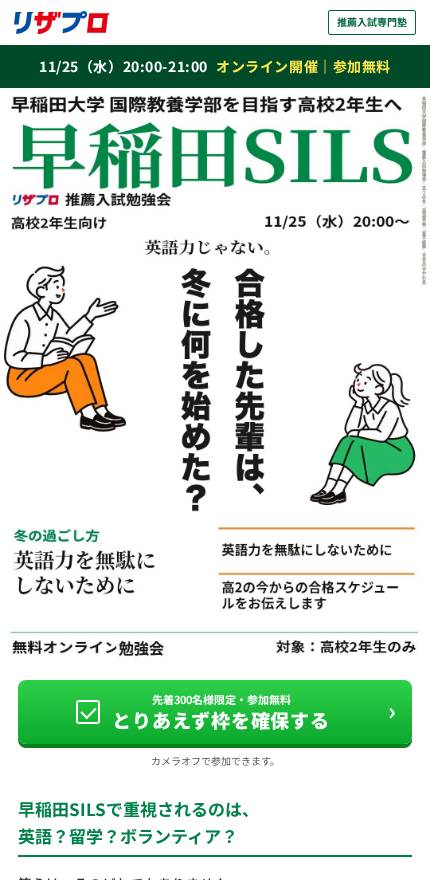 リザプロ
推薦入試専門塾
11/25（水）20:00-21:00 オンライン開催｜参加無料
早稲田大学 国際教養学部を目指す高校2年生へ
早稲田SILS
リザプロ 推薦入試勉強会
高校2年生向け
11/25（水）20:00〜
英語力じゃない。
合格した先輩は、
冬に何を始めた？
冬の過ごし方
英語力を無駄に
しないために
英語力を無駄にしないために
高2の今からの合格スケジュー
ルをお伝えします
無料オンライン勉強会
対象：高校2年生のみ
先着300名様限定・参加無料
とりあえず枠を確保する
カメラオフで参加できます。
早稲田SILSで重視されるのは、
英語？留学？ボランティア？